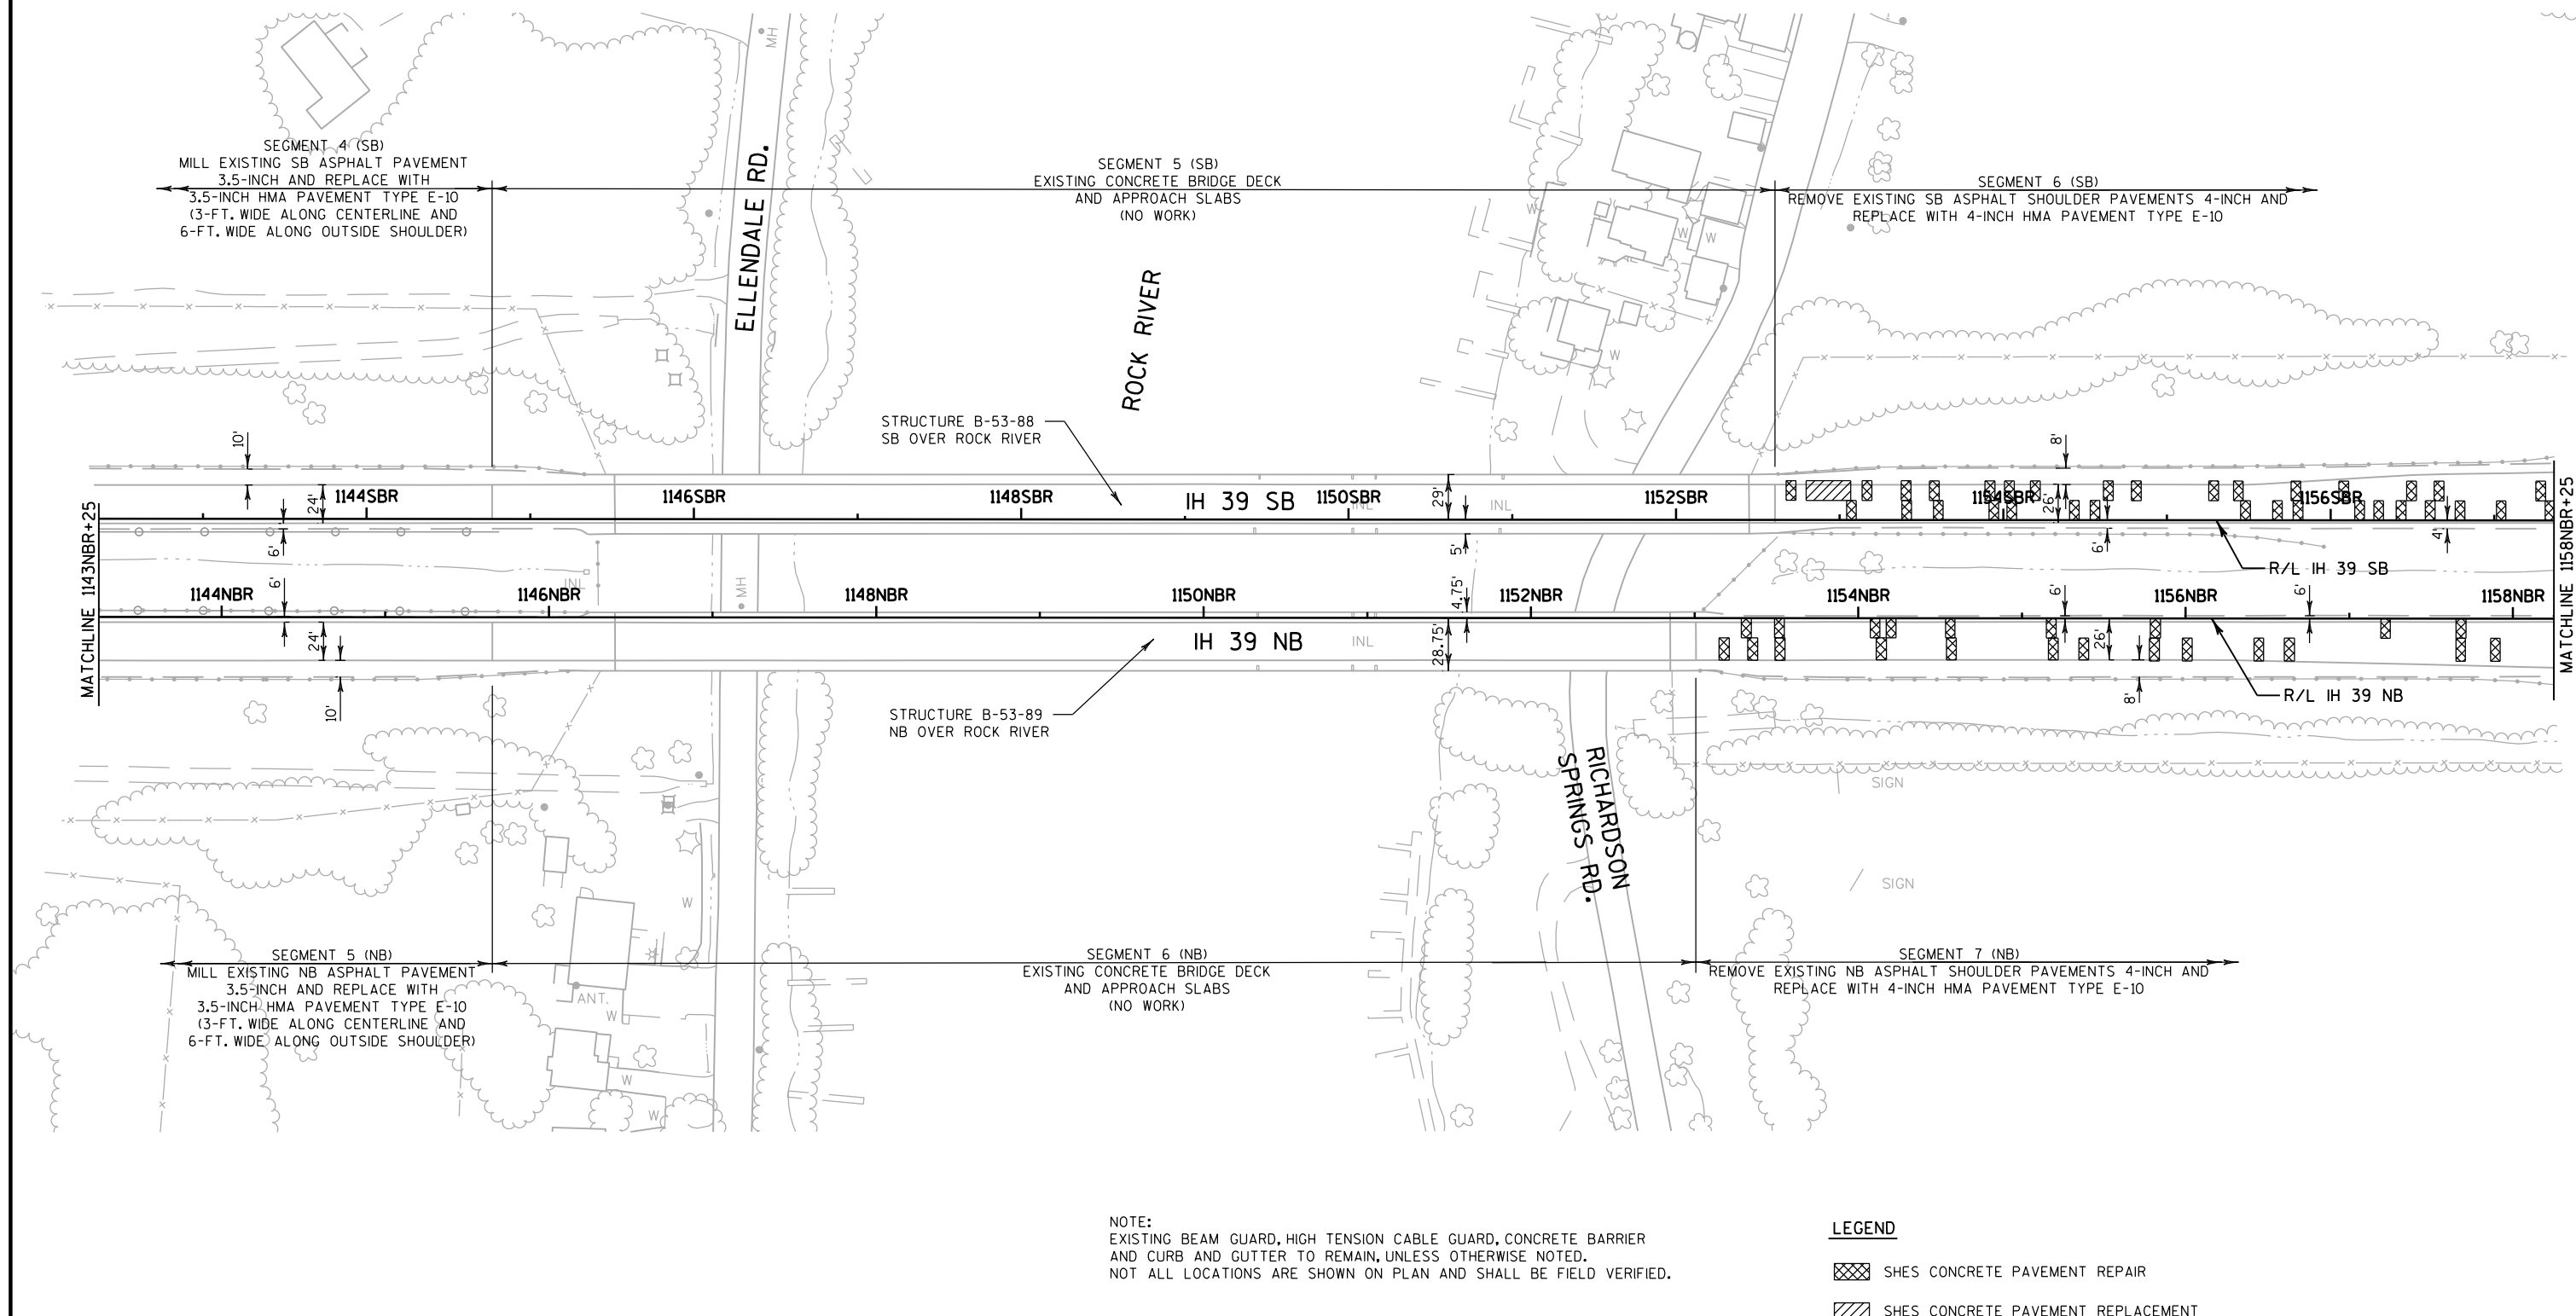 MH
SEGMENT 4 (SB)
MILL EXISTING SB ASPHALT PAVEMENT
3.5-INCH AND REPLACE WITH
3.5-INCH HMA PAVEMENT TYPE E-10
(3-FT. WIDE ALONG CENTERLINE AND
6-FT. WIDE ALONG OUTSIDE SHOULDER)
ELLENDALE RD.
SEGMENT 5 (SB)
EXISTING CONCRETE BRIDGE DECK
AND APPROACH SLABS
(NO WORK)
SEGMENT 6 (SB)
REMOVE EXISTING SB ASPHALT SHOULDER PAVEMENTS 4-INCH AND
REPLACE WITH 4-INCH HMA PAVEMENT TYPE E-10
W
W
W
W
ROCK RIVER
STRUCTURE B-53-88
SB OVER ROCK RIVER
10'
8'
24'
1144SBR
1146SBR
1148SBR
IH 39 SB
1150SBR
INL
29'
INL
1152SBR
1154SBR
26'
1156SBR
6'
5'
6'
4'
MATCHLINE 1143NBR+25
MATCHLINE 1158NBR+25
R/L IH 39 SB
6'
INL
MH
4.75'
6'
6'
1144NBR
1146NBR
1148NBR
1150NBR
1152NBR
1154NBR
1156NBR
1158NBR
24'
IH 39 NB
INL
28.75'
26'
10'
8'
R/L IH 39 NB
STRUCTURE B-53-89
NB OVER ROCK RIVER
RICHARDSON
SPRINGS RD.
SIGN
SIGN
W
SEGMENT 5 (NB)
MILL EXISTING NB ASPHALT PAVEMENT
3.5-INCH AND REPLACE WITH
3.5-INCH HMA PAVEMENT TYPE E-10
(3-FT. WIDE ALONG CENTERLINE AND
6-FT. WIDE ALONG OUTSIDE SHOULDER)
ANT.
W
W
W
SEGMENT 6 (NB)
EXISTING CONCRETE BRIDGE DECK
AND APPROACH SLABS
(NO WORK)
SEGMENT 7 (NB)
REMOVE EXISTING NB ASPHALT SHOULDER PAVEMENTS 4-INCH AND
REPLACE WITH 4-INCH HMA PAVEMENT TYPE E-10
NOTE:
EXISTING BEAM GUARD, HIGH TENSION CABLE GUARD, CONCRETE BARRIER
AND CURB AND GUTTER TO REMAIN, UNLESS OTHERWISE NOTED.
NOT ALL LOCATIONS ARE SHOWN ON PLAN AND SHALL BE FIELD VERIFIED.
LEGEND
SHES CONCRETE PAVEMENT REPAIR
SHES CONCRETE PAVEMENT REPLACEMENT